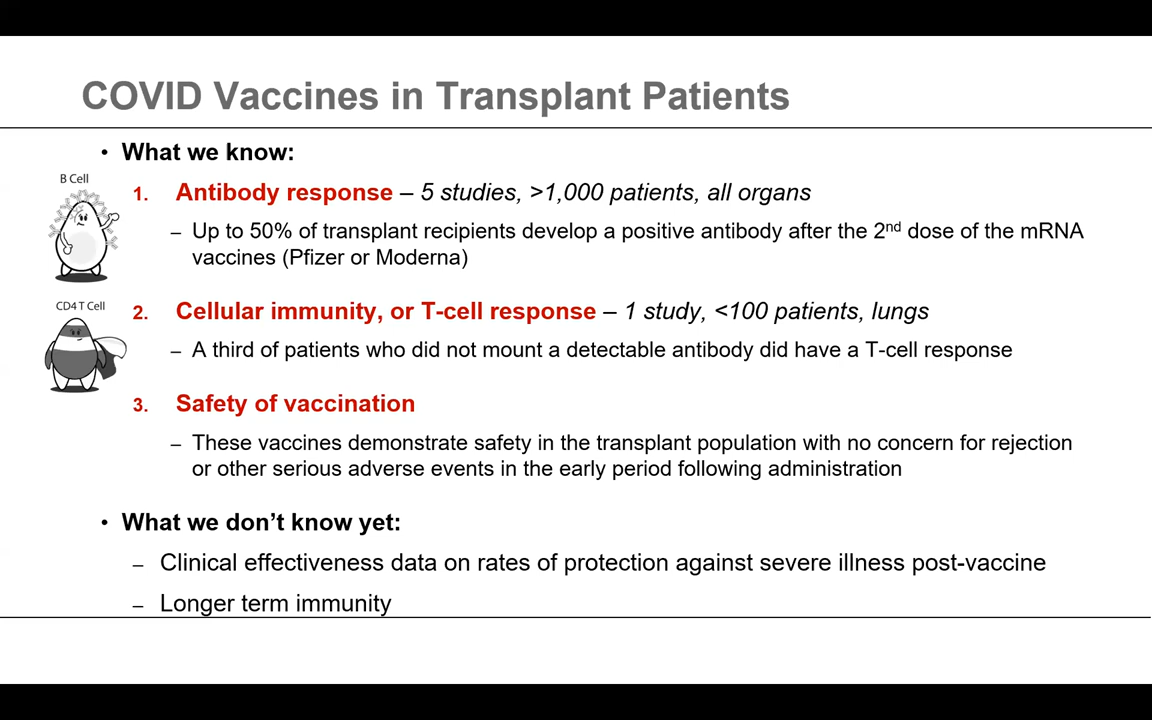 COVID Vaccines in Transplant Patients
• What we know:
B Cell
1. Antibody response – 5 studies, >1,000 patients, all organs
– Up to 50% of transplant recipients develop a positive antibody after the 2nd dose of the mRNA
vaccines (Pfizer or Moderna)
CD4 T Cell
2. Cellular immunity, or T-cell response – 1 study, <100 patients, lungs
– A third of patients who did not mount a detectable antibody did have a T-cell response
3. Safety of vaccination
– These vaccines demonstrate safety in the transplant population with no concern for rejection
or other serious adverse events in the early period following administration
• What we don’t know yet:
– Clinical effectiveness data on rates of protection against severe illness post-vaccine
– Longer term immunity